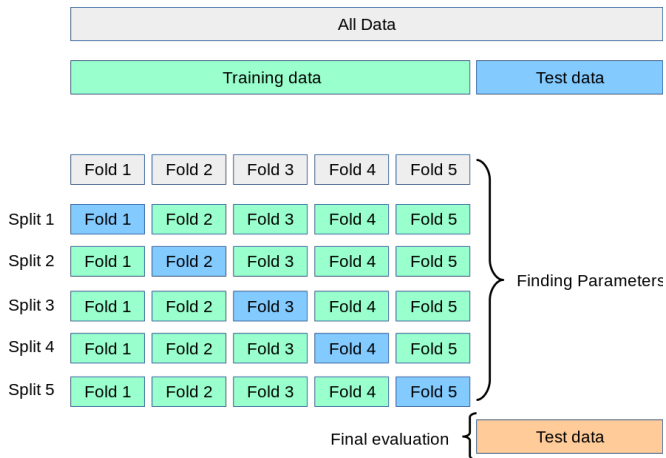 All Data
Training data Test data
Fold 1 Fold 2 Fold 3 Fold 4 Fold 5
Split 1 Fold 1 Fold 2 Fold 3 Fold 4 Fold 5
Split 2 Fold 1 Fold 2 Fold 3 Fold 4 Fold 5
Finding Parameters
Split 3 Fold 1 Fold 2 Fold 3 Fold 4 Fold 5
Split 4 Fold 1 Fold 2 Fold 3 Fold 4 Fold 5
Split 5 Fold 1 Fold 2 Fold 3 Fold 4 Fold 5
Final evaluation Test data